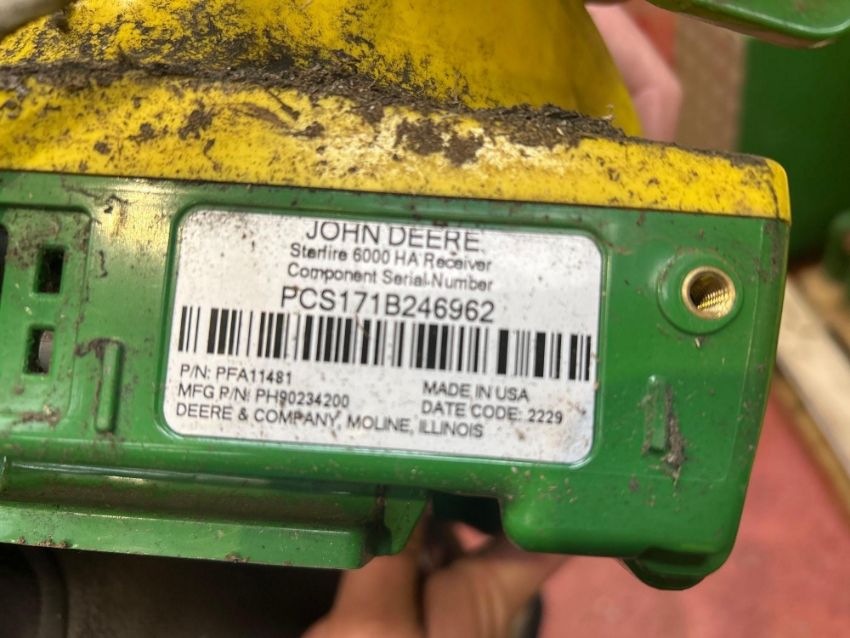 JOHN DEERE
Starfire 6000 HA Receiver
Component Serial Number
PCS171B246962
P/N: PFA11481
MFG P/N: PH90234200
MADE IN USA
DATE CODE: 2229
DEERE & COMPANY, MOLINE, ILLINOIS